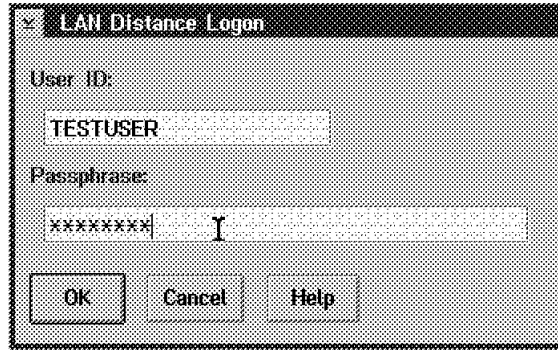 LAN Distance Logon
User ID:
TESTUSER
Passphrase:
xxxxxxxx
OK Cancel Help